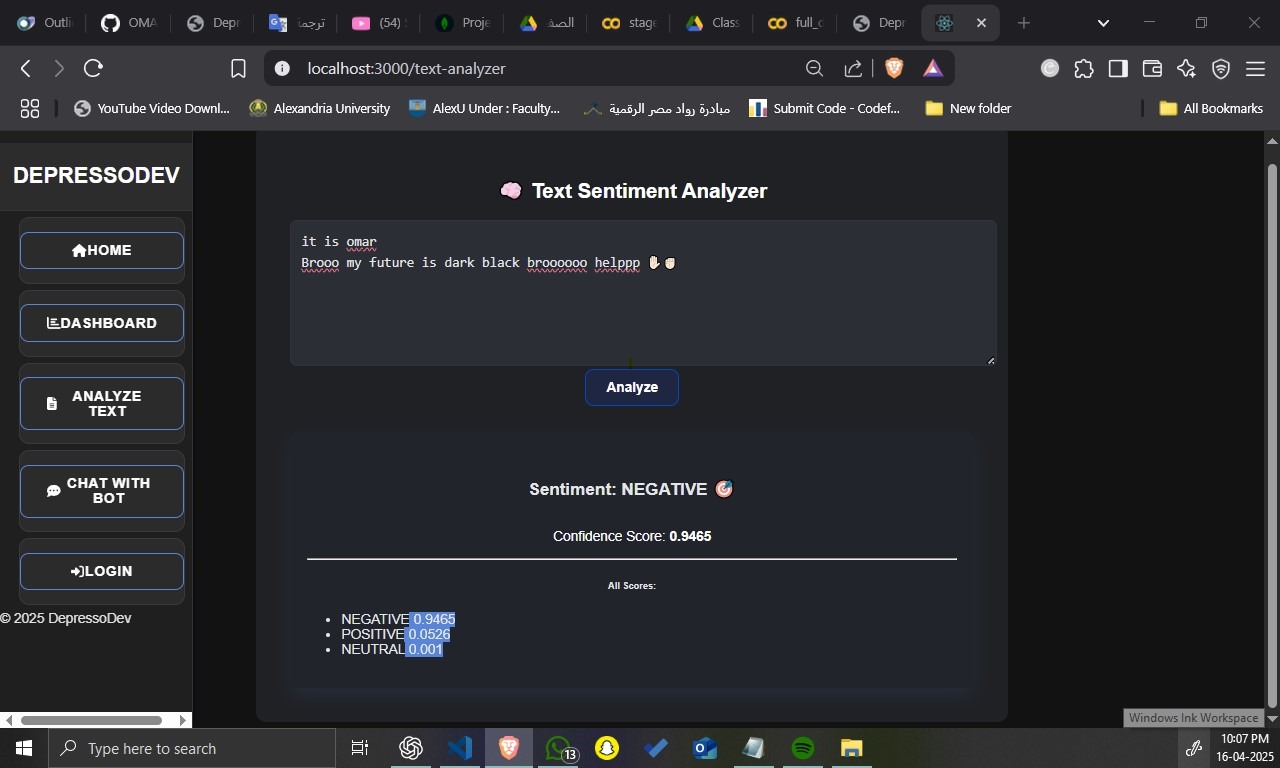 Outli
OMA
Depr
ترجمة
(54)
Proje
الصف
stage
Class
full_c
Depr
localhost:3000/text-analyzer
YouTube Video Downl...
Alexandria University
AlexU Under : Faculty...
مبادرة رواد مصر الرقمية
Submit Code - Codef...
New folder
All Bookmarks
DEPRESSODEV
HOME
DASHBOARD
ANALYZE
TEXT
CHAT WITH
BOT
LOGIN
© 2025 DepressoDev
🧠 Text Sentiment Analyzer
it is omar
Brooo my future is dark black broooooo helppp ✋🏻✊🏻
Analyze
Sentiment: NEGATIVE 🎯
Confidence Score: 0.9465
All Scores:
• NEGATIVE 0.9465
• POSITIVE 0.0526
• NEUTRAL 0.001
Windows Ink Workspace
Type here to search
13
10:07 PM
16-04-2025